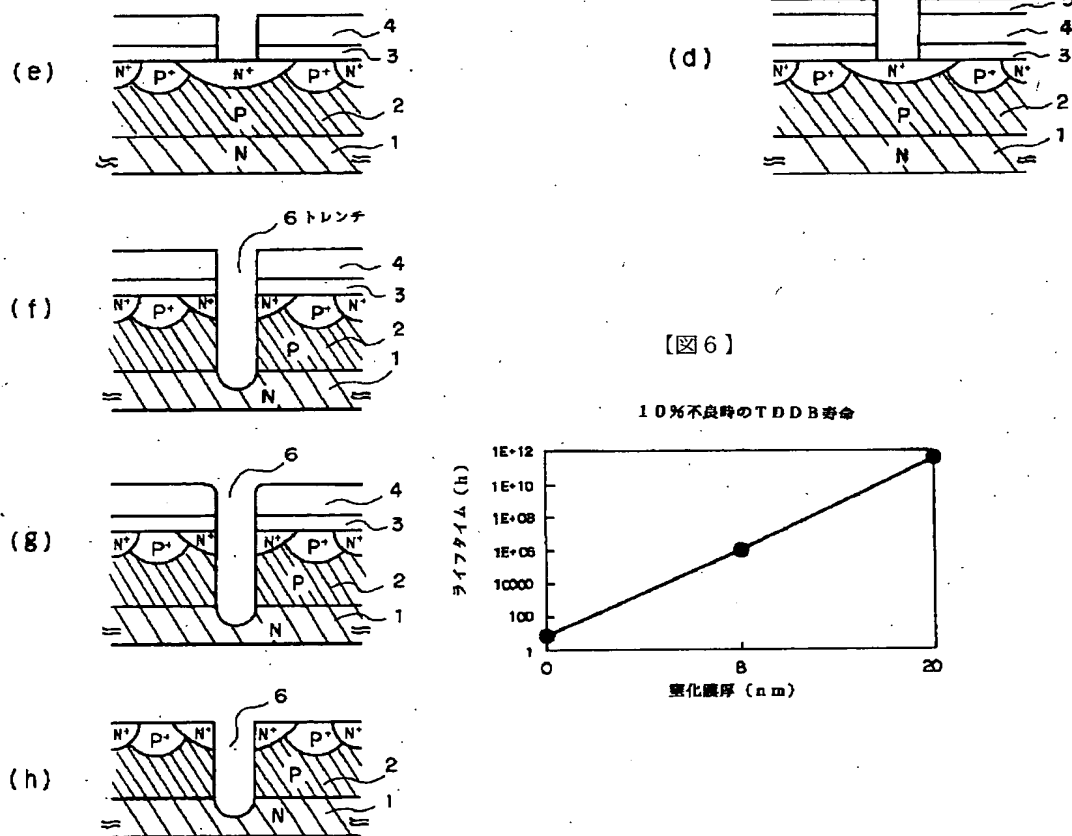 (e)
4
3
N⁺ P⁺ N⁺ P⁺ N⁺
2
P
1
N
(d)
4
3
N⁺ P⁺ N⁺ P⁺ N⁺
2
P
1
N
6 トレンチ
(f)
4
3
N⁺ P⁺ N⁺ N⁺ P⁺ N⁺
2
P
1
N
【図6】
10%不良時のTDDB寿命
ライフタイム(h)
1E+12
1E+10
1E+08
1E+06
10000
100
1
0 8 20
窒化膜厚(nm)
6
(g)
4
3
N⁺ P⁺ N⁺ N⁺ P⁺ N⁺
2
P
1
N
6
(h)
N⁺ P⁺ N⁺ N⁺ P⁺ N⁺
2
P
1
N